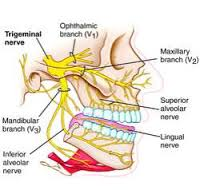 Ophthalmic
branch (V1)
Trigeminal
nerve
Maxillary
branch (V2)
Superior
alveolar
nerve
Mandibular
branch (V3)
Lingual
nerve
Inferior
alveolar
nerve